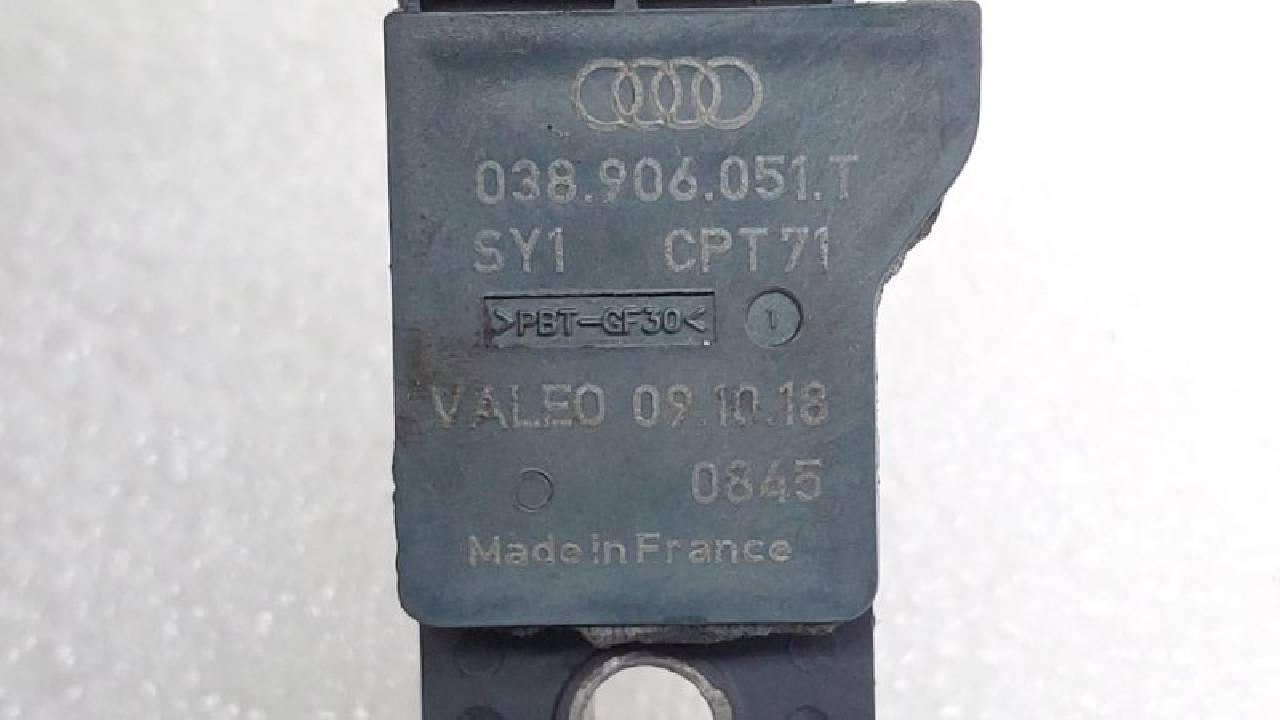 038.906.051.T
SY1 CPT71
>PBT-GF30< 1
VALEO 09.10.18
0845
Made in France